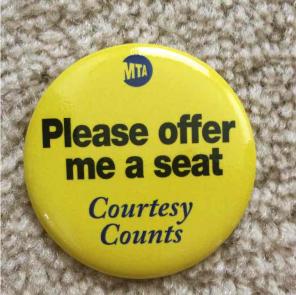 MTA
Please offer
me a seat
Courtesy
Counts